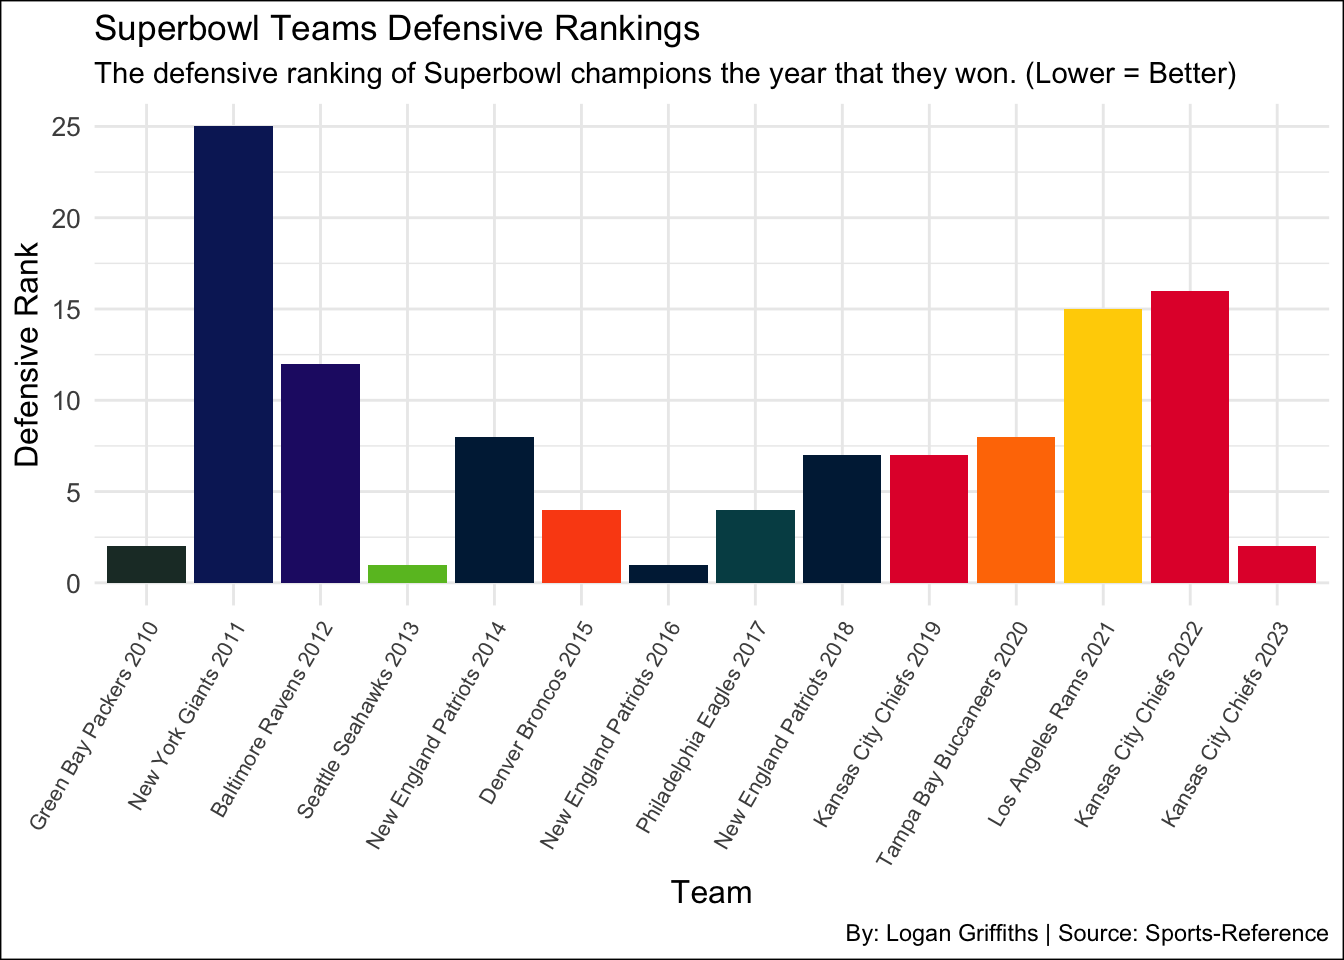 Superbowl Teams Defensive Rankings
The defensive ranking of Superbowl champions the year that they won. (Lower = Better)
Defensive Rank
25
20
15
10
5
0
Green Bay Packers 2010
New York Giants 2011
Baltimore Ravens 2012
Seattle Seahawks 2013
New England Patriots 2014
Denver Broncos 2015
New England Patriots 2016
Philadelphia Eagles 2017
New England Patriots 2018
Kansas City Chiefs 2019
Tampa Bay Buccaneers 2020
Los Angeles Rams 2021
Kansas City Chiefs 2022
Kansas City Chiefs 2023
Team
By: Logan Griffiths | Source: Sports-Reference